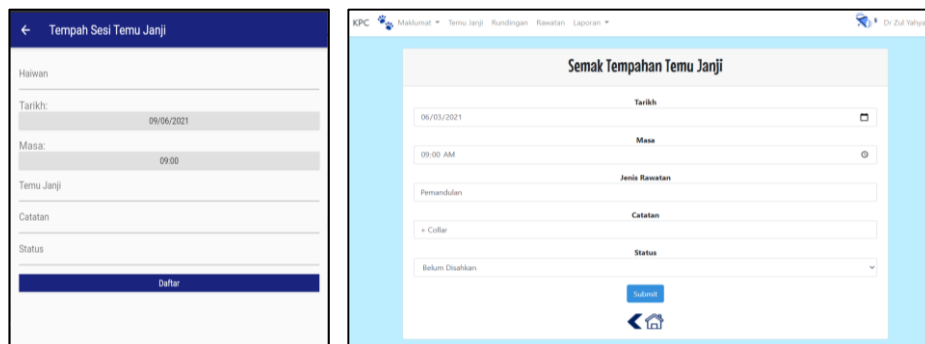 Tempah Sesi Temu Janji
Haiwan
Tarikh:
09/06/2021
Masa:
09:00
Temu Janji
Catatan
Status
Daftar
KPC Maklumat Temu Janji Rundingan Rawatan Laporan Dr Zul Yahya
Semak Tempahan Temu Janji
Tarikh
06/03/2021
Masa
09:00 AM
Jenis Rawatan
Pemandulan
Catatan
+ Collar
Status
Belum Disahkan
Submit